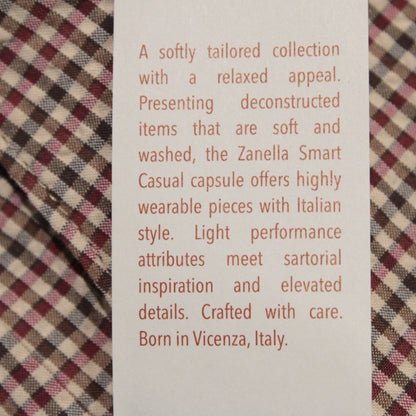 A softly tailored collection
with a relaxed appeal.
Presenting deconstructed
items that are soft and
washed, the Zanella Smart
Casual capsule offers highly
wearable pieces with Italian
style. Light performance
attributes meet sartorial
inspiration and elevated
details. Crafted with care.
Born in Vicenza, Italy.